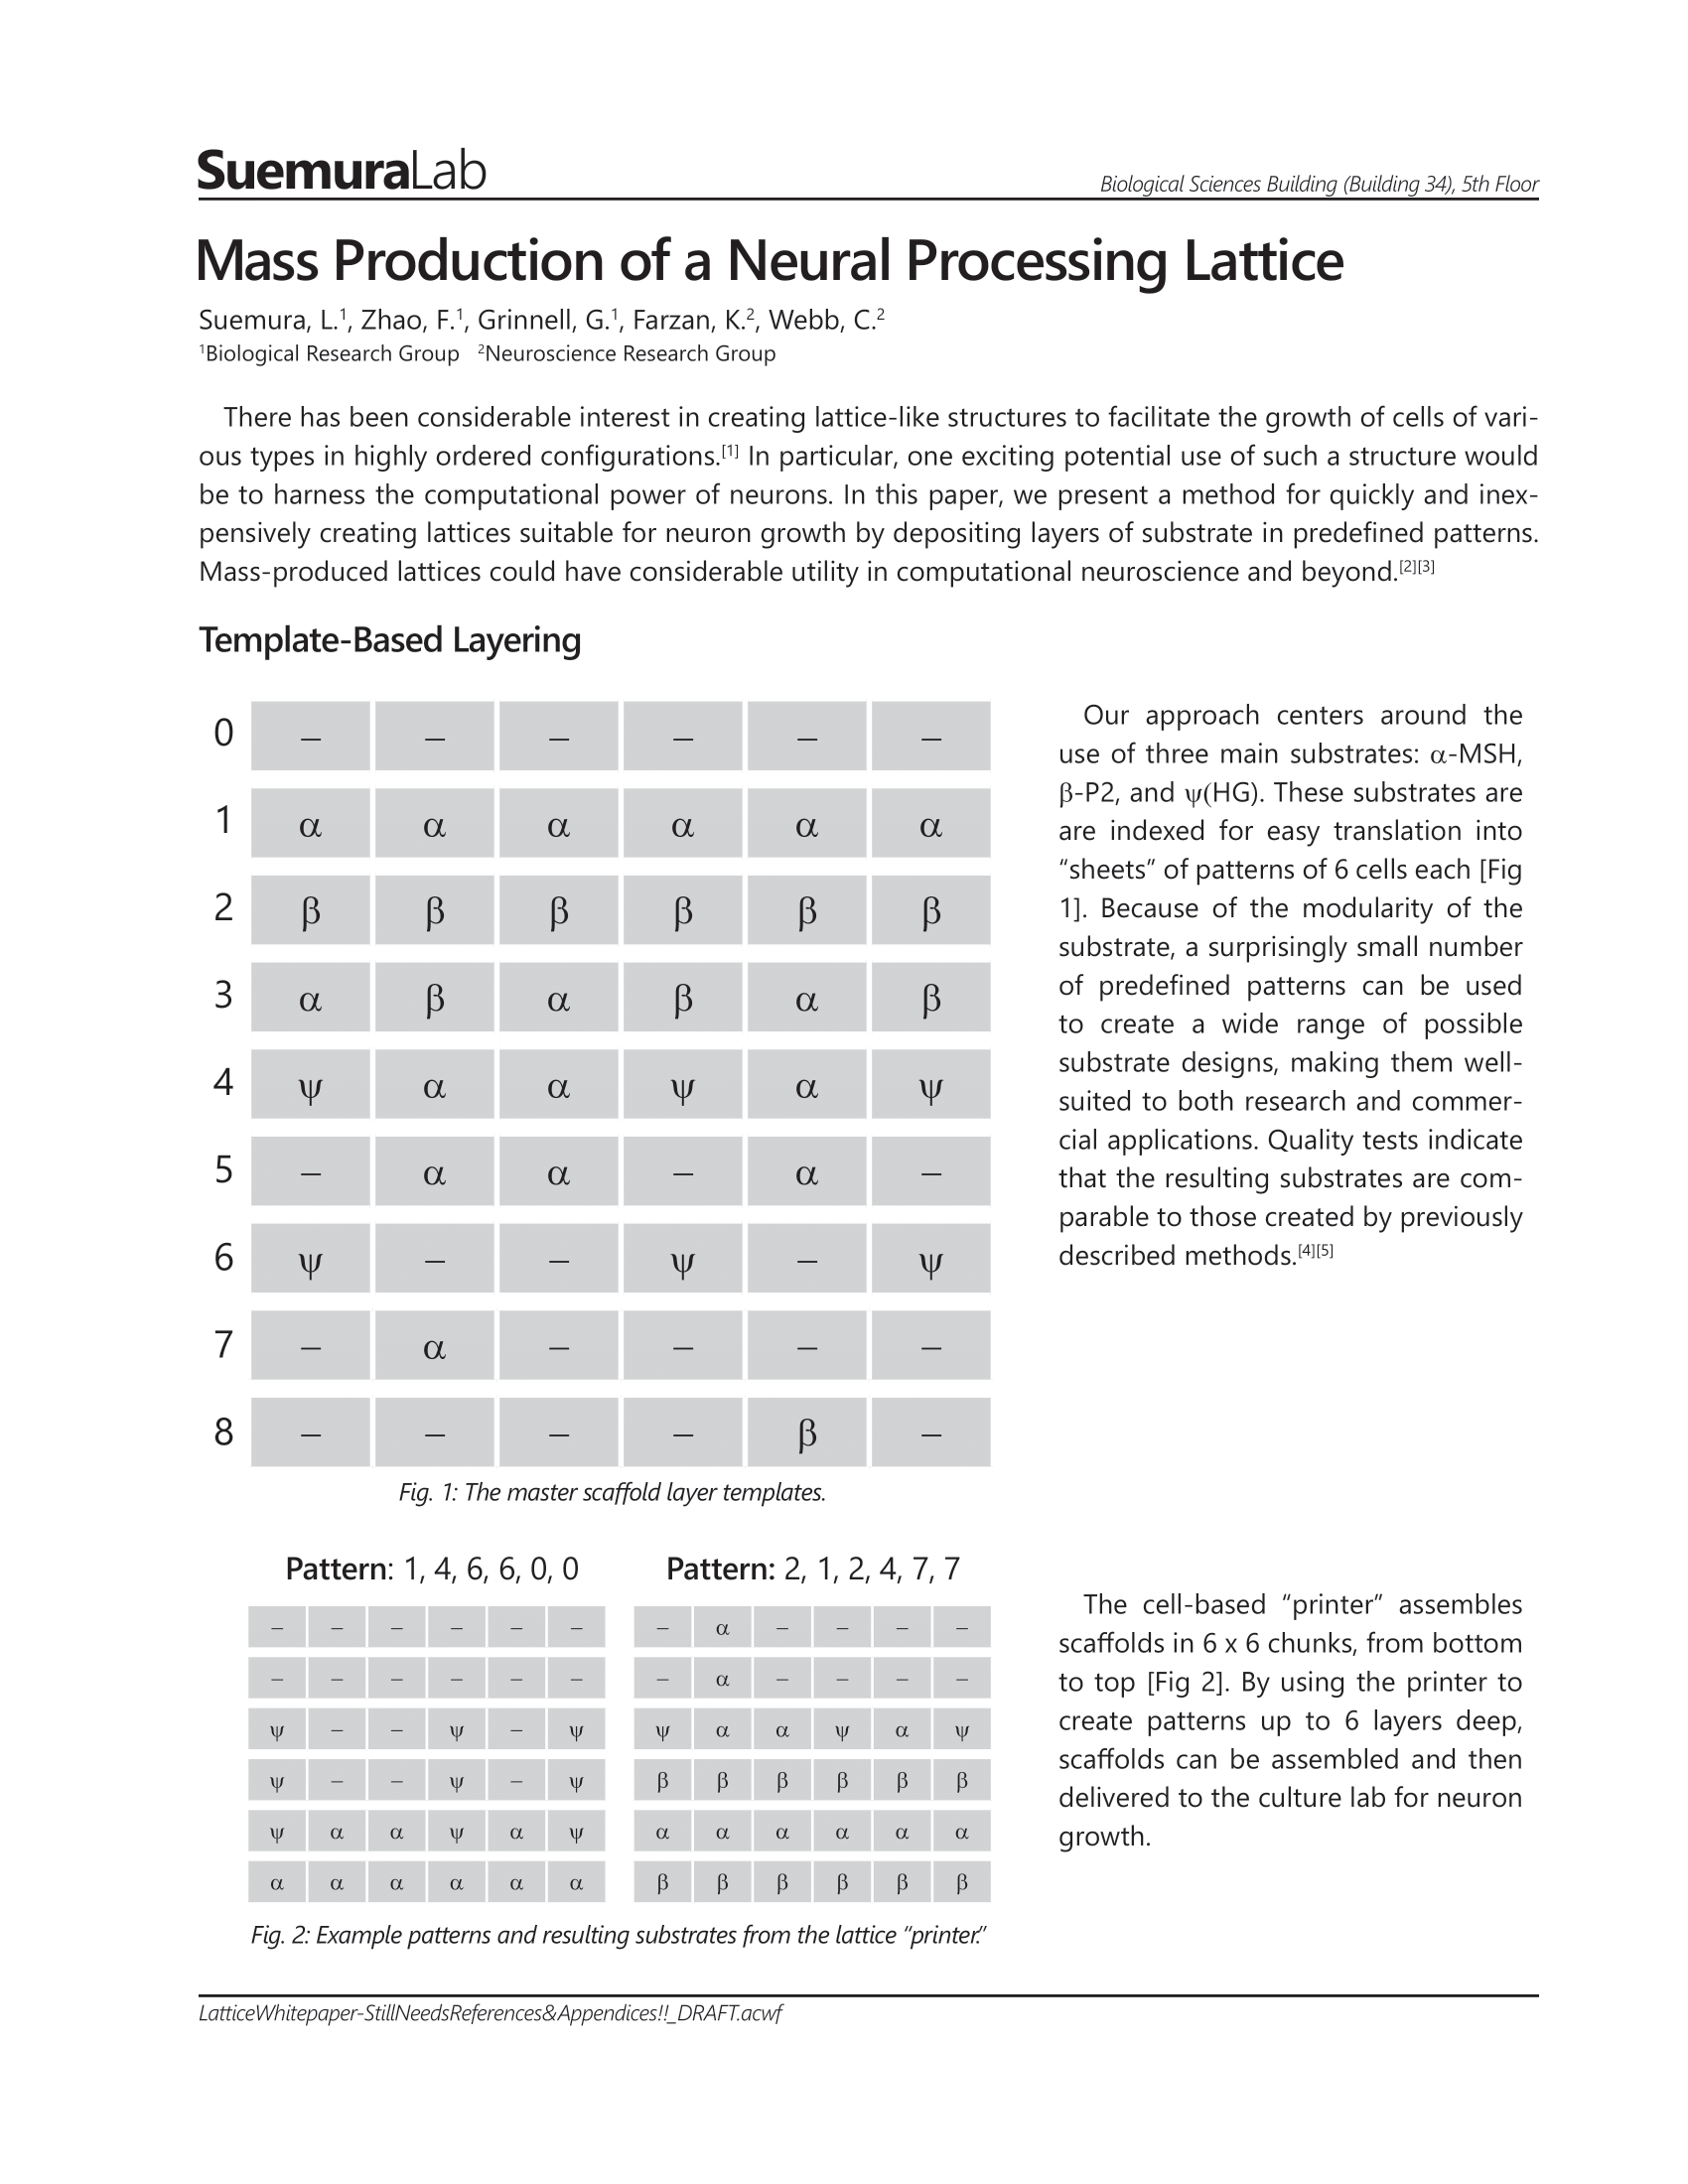 SuemuraLab
Biological Sciences Building (Building 34), 5th Floor
Mass Production of a Neural Processing Lattice
Suemura, L.¹, Zhao, F.¹, Grinnell, G.¹, Farzan, K.², Webb, C.²
¹Biological Research Group ²Neuroscience Research Group
There has been considerable interest in creating lattice-like structures to facilitate the growth of cells of vari-
ous types in highly ordered configurations.[1] In particular, one exciting potential use of such a structure would
be to harness the computational power of neurons. In this paper, we present a method for quickly and inex-
pensively creating lattices suitable for neuron growth by depositing layers of substrate in predefined patterns.
Mass-produced lattices could have considerable utility in computational neuroscience and beyond.[2][3]
Template-Based Layering
0 – – – – – –
1 α α α α α α
2 β β β β β β
3 α β α β α β
4 ψ α α ψ α ψ
5 – α α – α –
6 ψ – – ψ – ψ
7 – α – – – –
8 – – – – β –
Fig. 1: The master scaffold layer templates.
Our approach centers around the
use of three main substrates: α-MSH,
β-P2, and ψ(HG). These substrates are
are indexed for easy translation into
“sheets” of patterns of 6 cells each [Fig
1]. Because of the modularity of the
substrate, a surprisingly small number
of predefined patterns can be used
to create a wide range of possible
substrate designs, making them well-
suited to both research and commer-
cial applications. Quality tests indicate
that the resulting substrates are com-
parable to those created by previously
described methods.[4][5]
Pattern: 1, 4, 6, 6, 0, 0
– – – – – –
– – – – – –
ψ – – ψ – ψ
ψ – – ψ – ψ
ψ α α ψ α ψ
α α α α α α
Pattern: 2, 1, 2, 4, 7, 7
– α – – – –
– α – – – –
ψ α α ψ α ψ
β β β β β β
α α α α α α
β β β β β β
Fig. 2: Example patterns and resulting substrates from the lattice “printer.”
The cell-based “printer” assembles
scaffolds in 6 x 6 chunks, from bottom
to top [Fig 2]. By using the printer to
create patterns up to 6 layers deep,
scaffolds can be assembled and then
delivered to the culture lab for neuron
growth.
LatticeWhitepaper-StillNeedsReferences&Appendices!!_DRAFT.acwf